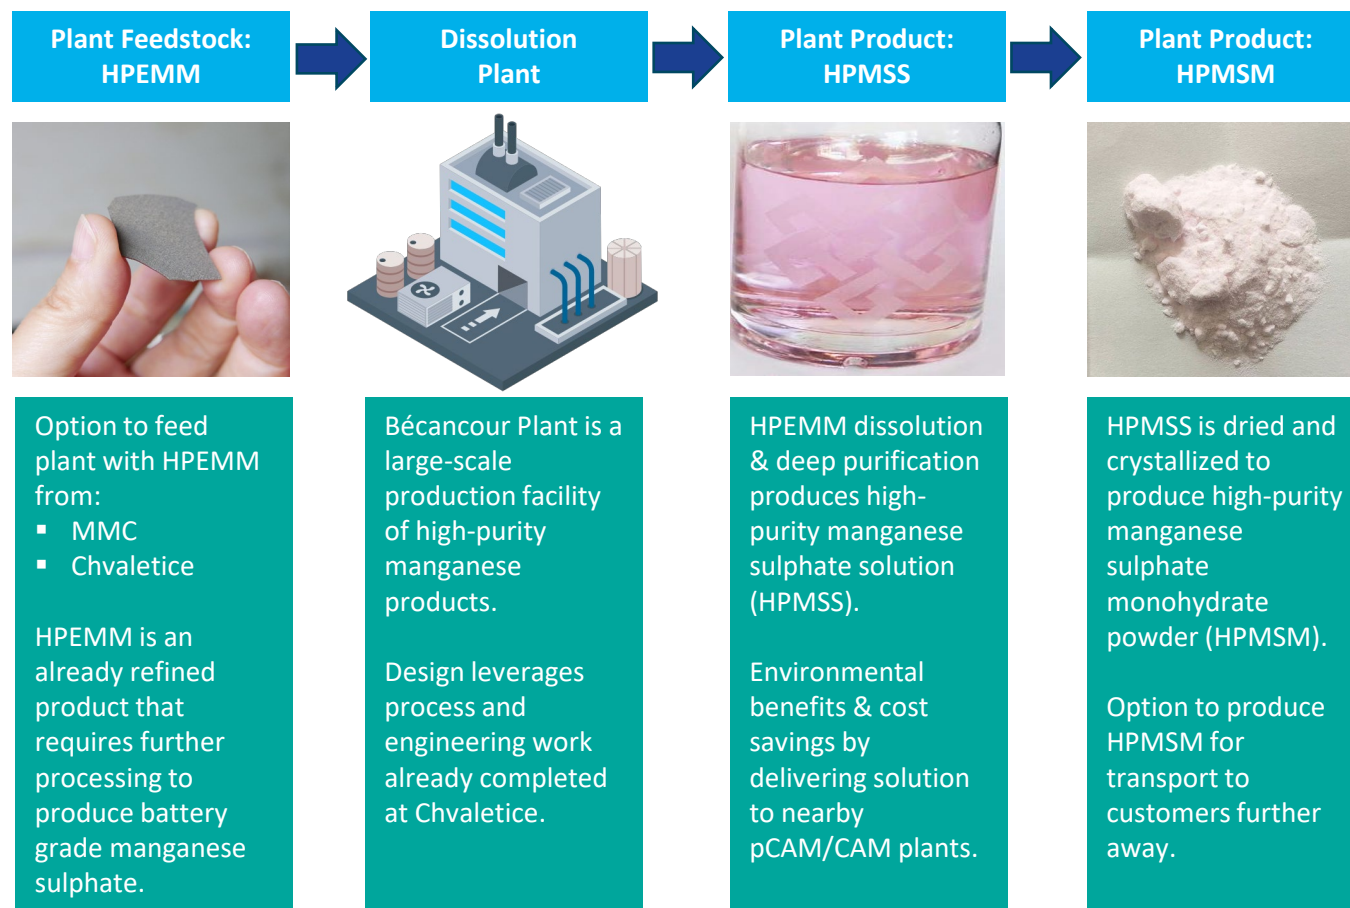 Plant Feedstock:
HPEMM
Dissolution
Plant
Plant Product:
HPMSS
Plant Product:
HPMSM
Option to feed
plant with HPEMM
from:
▪ MMC
▪ Chvaletice
HPEMM is an
already refined
product that
requires further
processing to
produce battery
grade manganese
sulphate.
Bécancour Plant is a
large-scale
production facility
of high-purity
manganese
products.
Design leverages
process and
engineering work
already completed
at Chvaletice.
HPEMM dissolution
& deep purification
produces high-
purity manganese
sulphate solution
(HPMSS).
Environmental
benefits & cost
savings by
delivering solution
to nearby
pCAM/CAM plants.
HPMSS is dried and
crystallized to
produce high-purity
manganese
sulphate
monohydrate
powder (HPMSM).
Option to produce
HPMSM for
transport to
customers further
away.